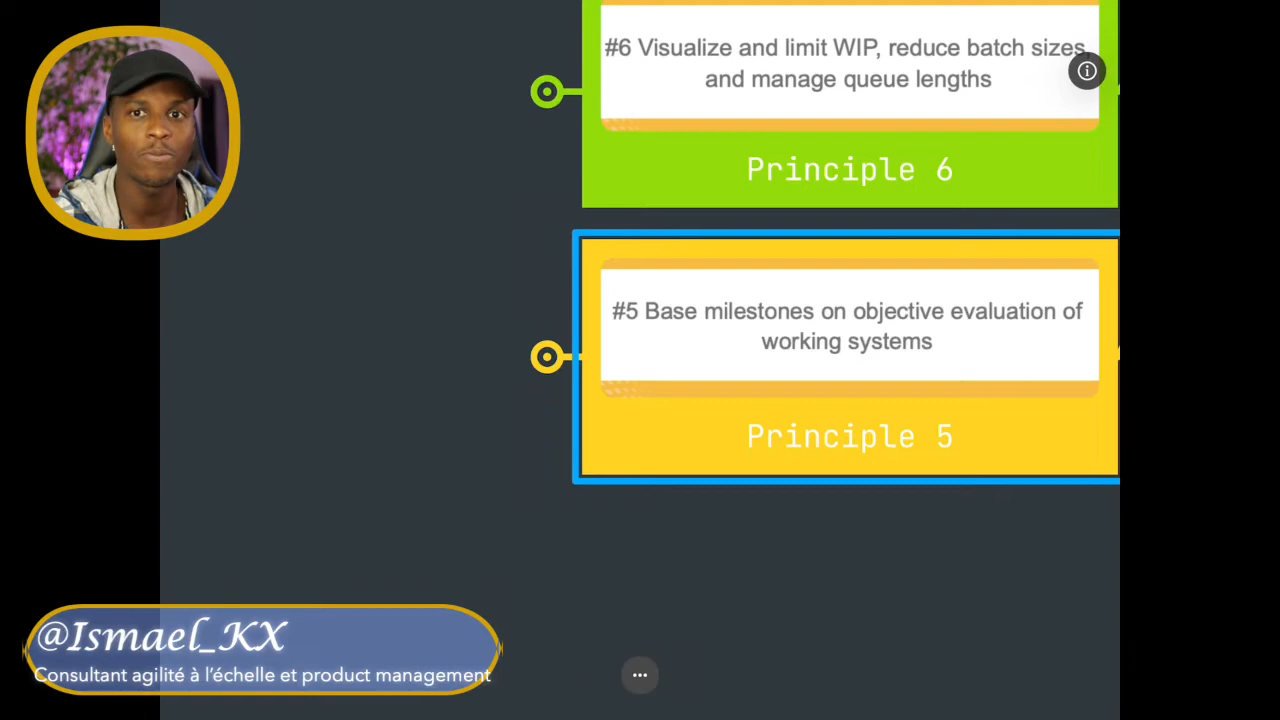 #6 Visualize and limit WIP, reduce batch sizes,
and manage queue lengths
Principle 6
#5 Base milestones on objective evaluation of
working systems
Principle 5
@Ismael_KX
Consultant agilité à l'échelle et product management